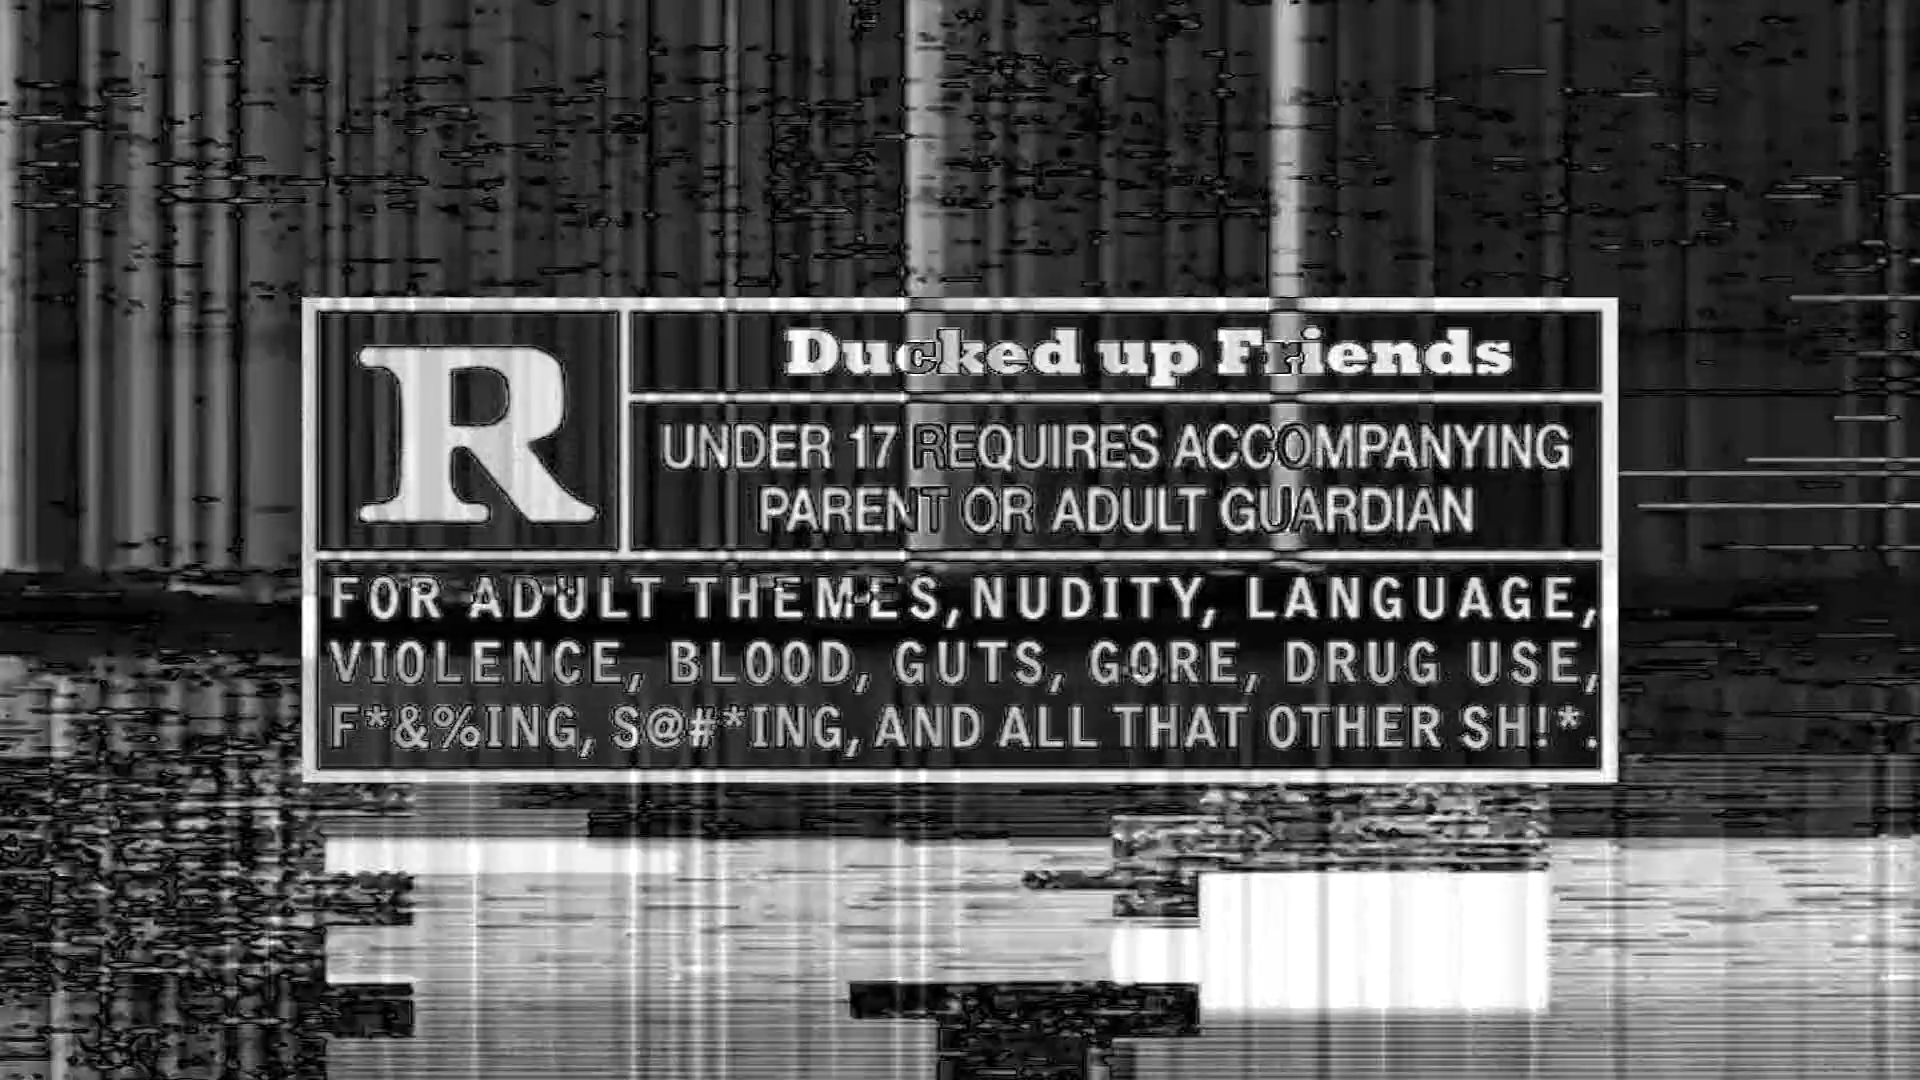 R
Ducked up Friends
UNDER 17 REQUIRES ACCOMPANYING
PARENT OR ADULT GUARDIAN
FOR ADULT THEMES,NUDITY, LANGUAGE,
VIOLENCE, BLOOD, GUTS, GORE, DRUG USE,
F*&%ING, S@#*ING, AND ALL THAT OTHER SH!*.